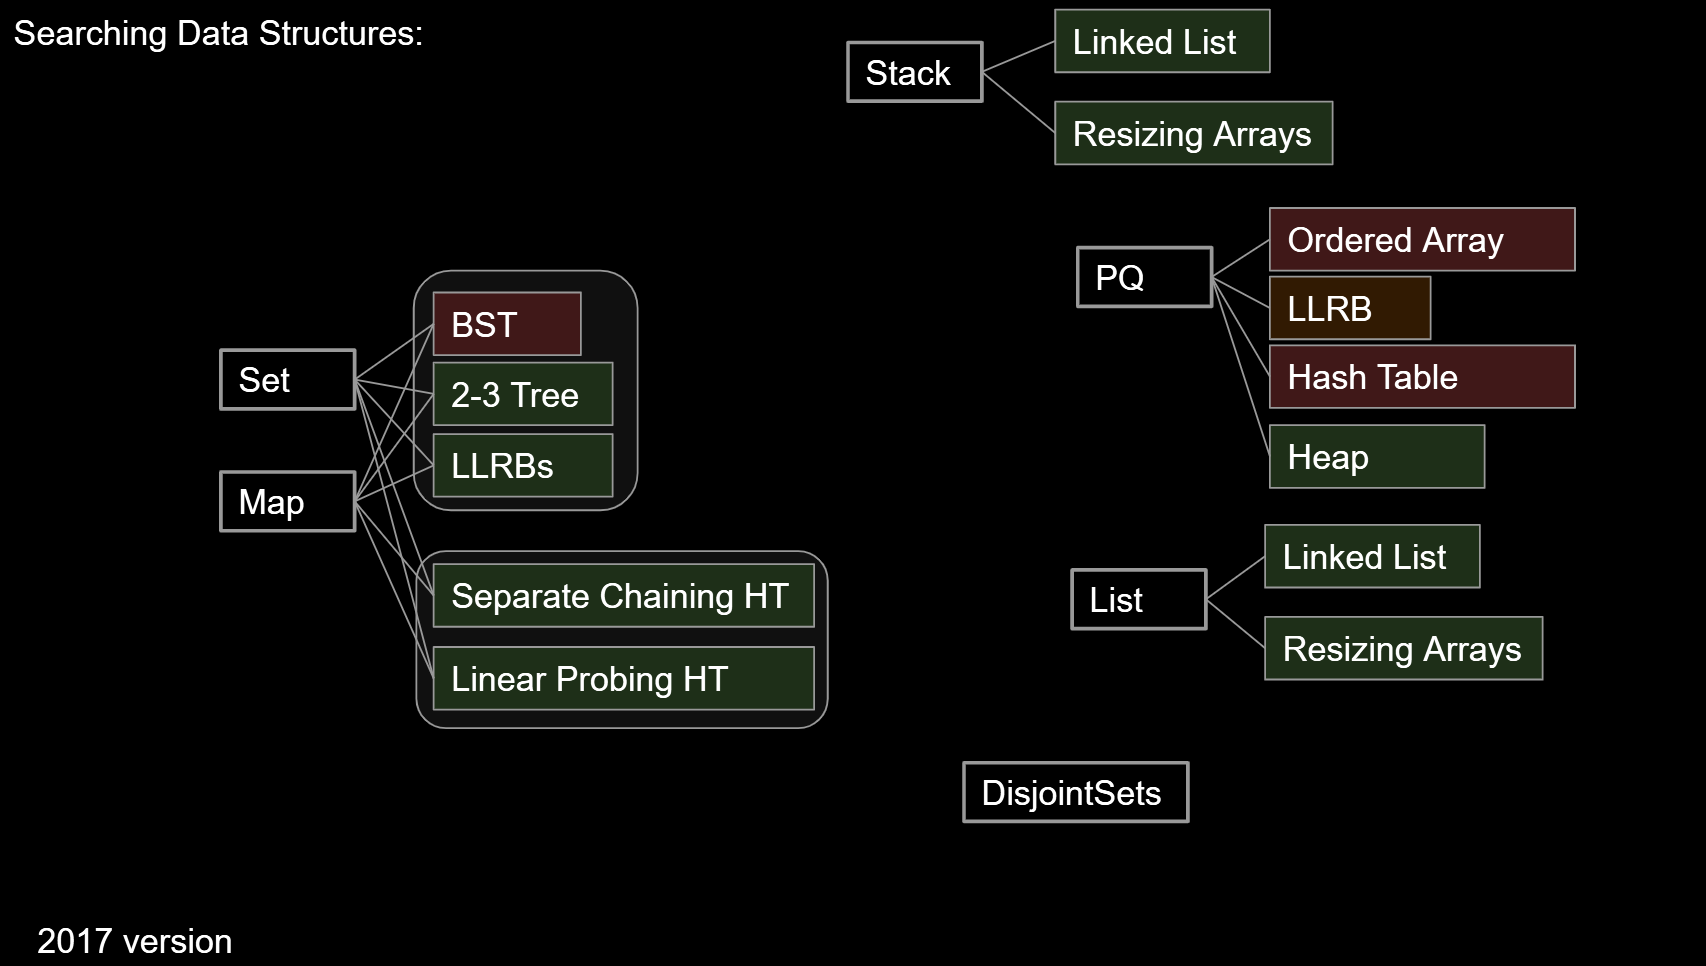 Searching Data Structures:
Stack
Linked List
Resizing Arrays
PQ
Ordered Array
LLRB
Hash Table
Heap
Set
Map
BST
2-3 Tree
LLRBs
Separate Chaining HT
Linear Probing HT
List
Linked List
Resizing Arrays
DisjointSets
2017 version